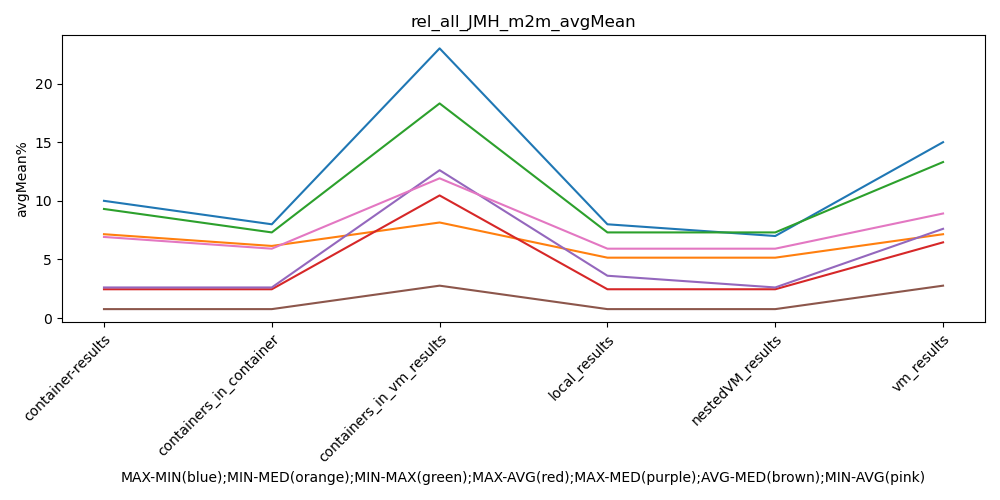 rel_all_JMH_m2m_avgMean
avgMean%
20
15
10
5
0
container-results
containers_in_container
containers_in_vm_results
local_results
nestedVM_results
vm_results
MAX-MIN(blue);MIN-MED(orange);MIN-MAX(green);MAX-AVG(red);MAX-MED(purple);AVG-MED(brown);MIN-AVG(pink)